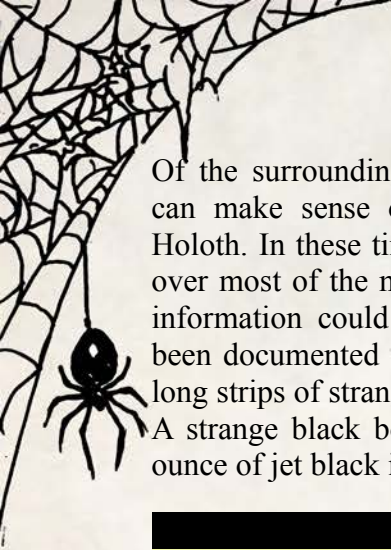 Of the surroundin
can make sense
Holoth. In these ti
over most of the
information could
been documented
long strips of stran
A strange black b
ounce of jet black i